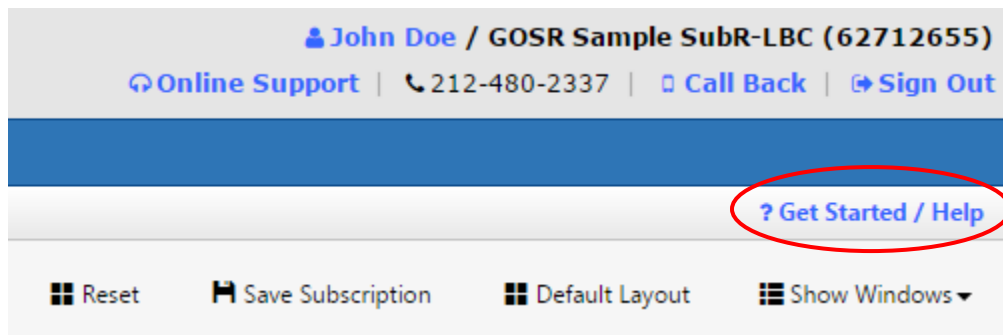 John Doe / GOSR Sample SubR-LBC (62712655)
Online Support | 212-480-2337 | Call Back | Sign Out
? Get Started / Help
Reset Save Subscription Default Layout Show Windows